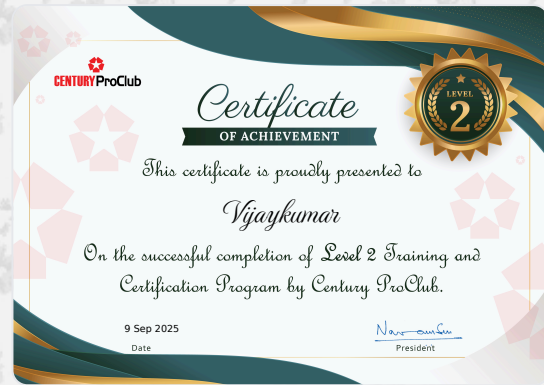 CENTURY ProClub
Certificate
OF ACHIEVEMENT
LEVEL
2
This certificate is proudly presented to
Vijaykumar
On the successful completion of Level 2 Training and
Certification Program by Century ProClub.
9 Sep 2025
Date
President